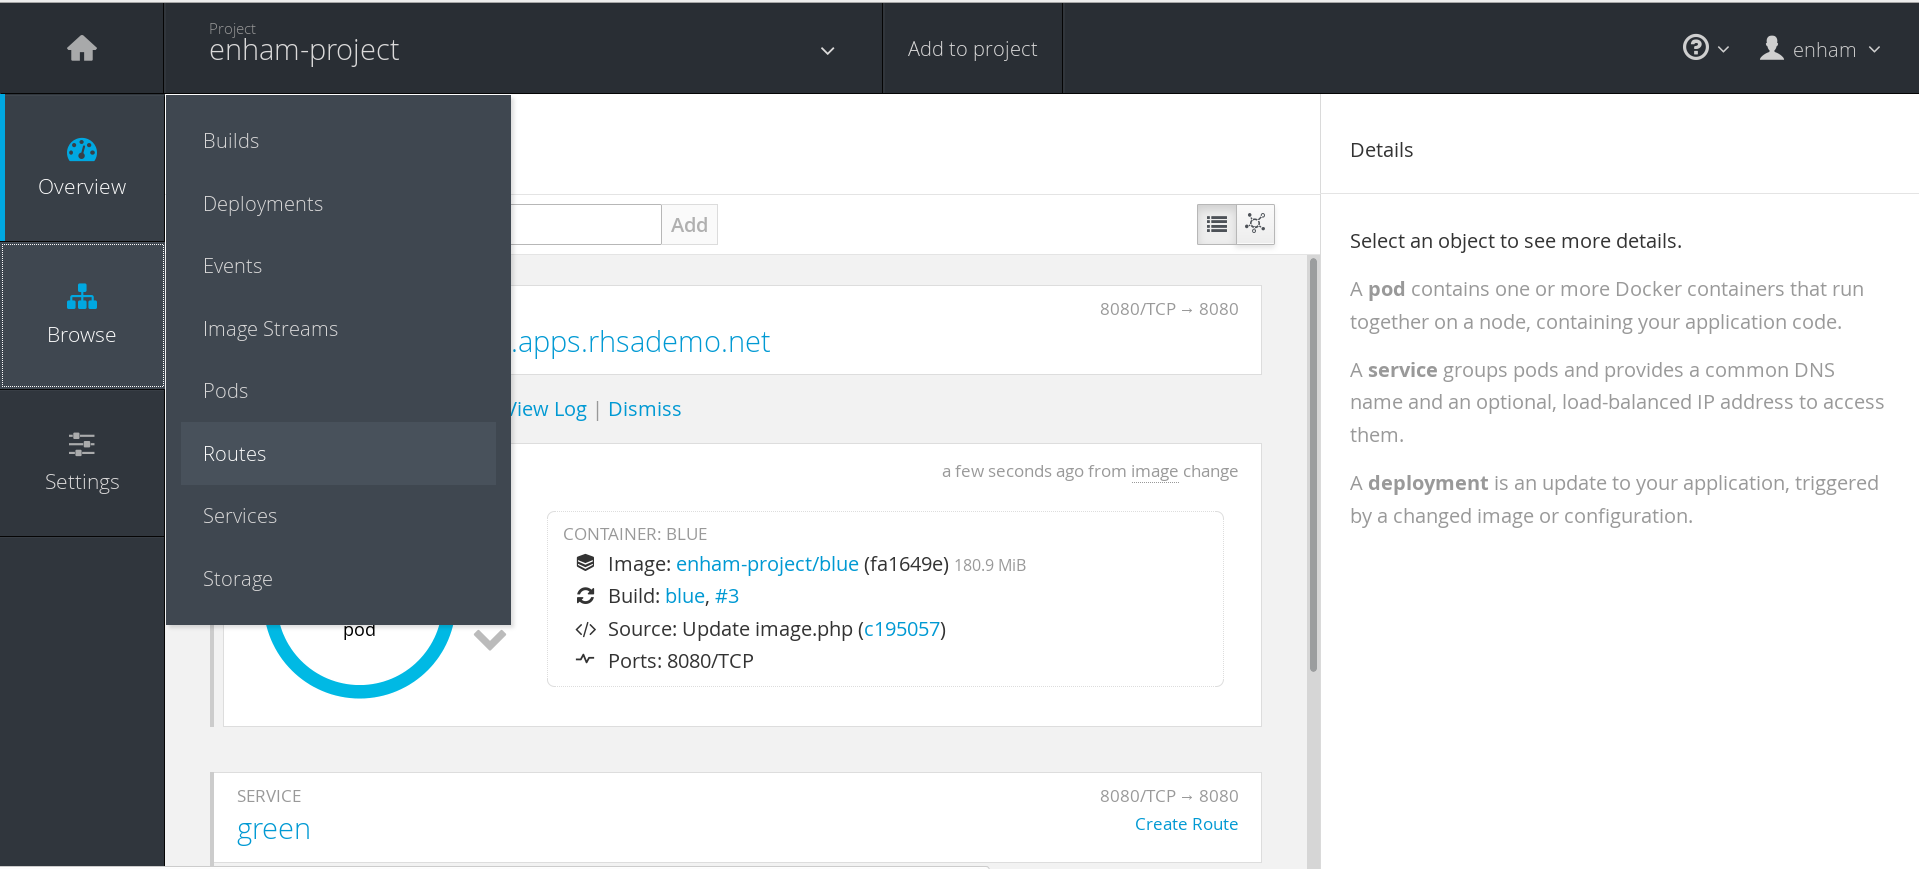 Project
enham-project
Add to project
enham
Overview
Browse
Settings
Builds
Deployments
Events
Image Streams
Pods
Routes
Services
Storage
Add
8080/TCP → 8080
.apps.rhsademo.net
View Log | Dismiss
a few seconds ago from image change
pod
CONTAINER: BLUE
Image: enham-project/blue (fa1649e) 180.9 MiB
Build: blue, #3
Source: Update image.php (c195057)
Ports: 8080/TCP
SERVICE
8080/TCP → 8080
green
Create Route
Details
Select an object to see more details.
A pod contains one or more Docker containers that run
together on a node, containing your application code.
A service groups pods and provides a common DNS
name and an optional, load-balanced IP address to access
them.
A deployment is an update to your application, triggered
by a changed image or configuration.